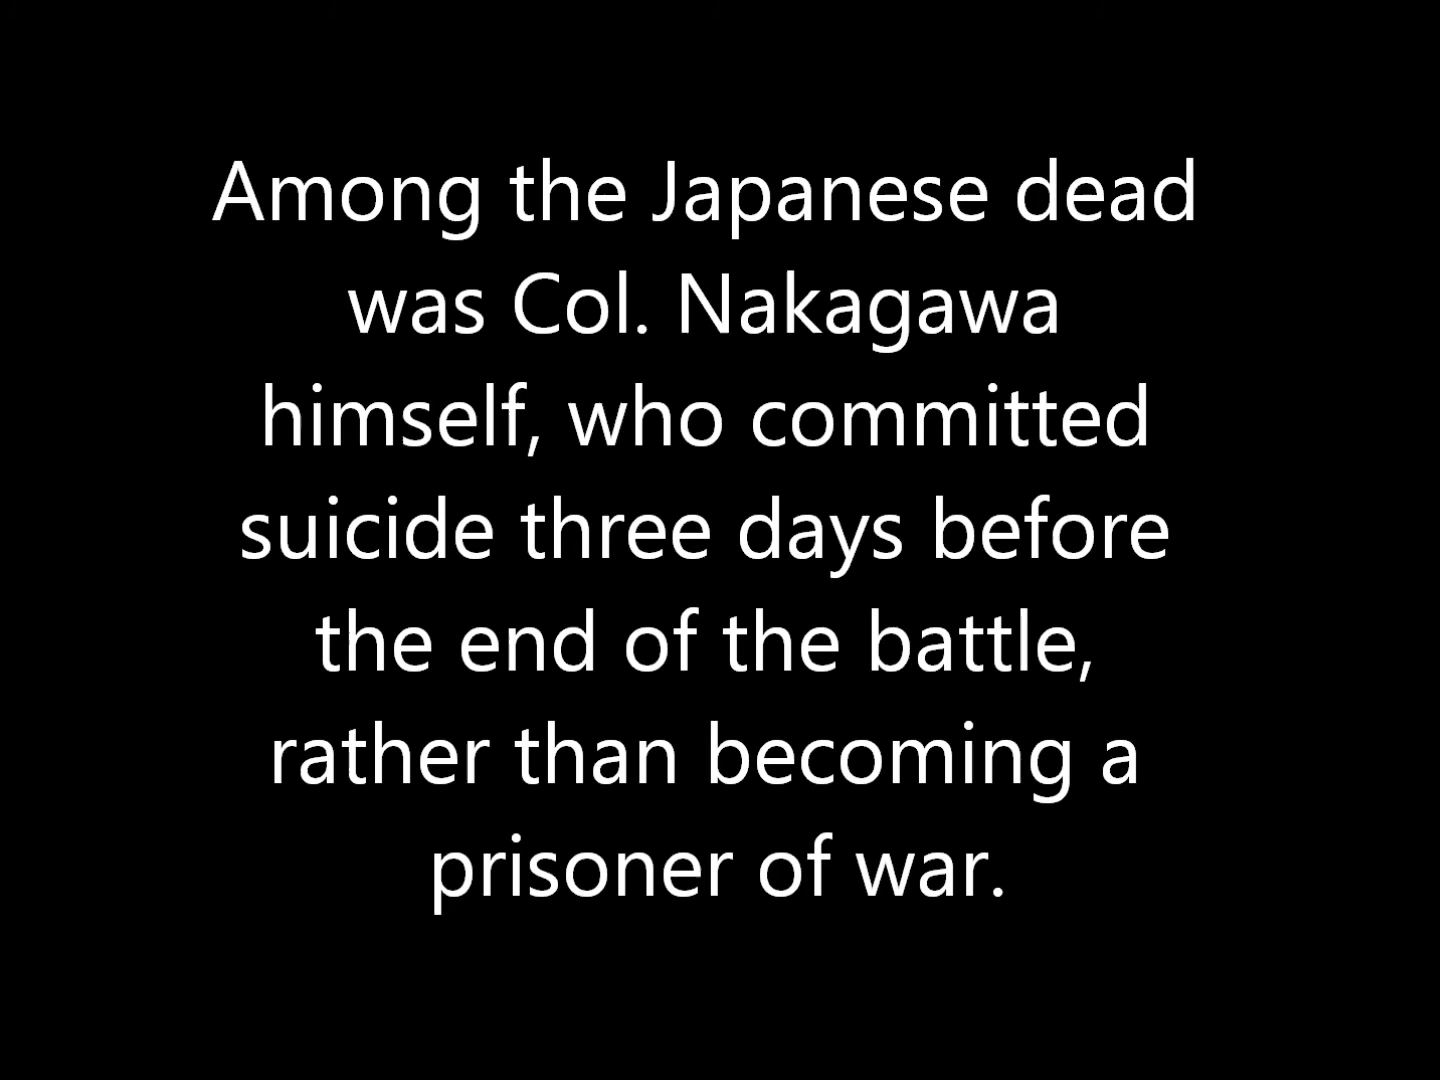 Among the Japanese dead
was Col. Nakagawa
himself, who committed
suicide three days before
the end of the battle,
rather than becoming a
prisoner of war.